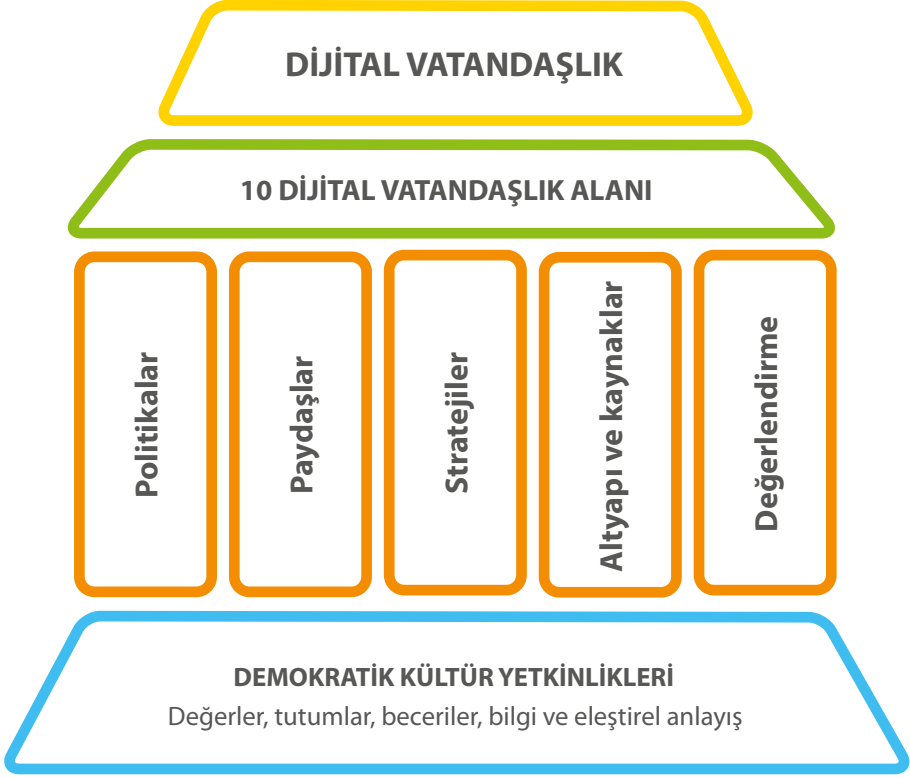 DİJİTAL VATANDAŞLIK
10 DİJİTAL VATANDAŞLIK ALANI
Politikalar
Paydaşlar
Stratejiler
Altyapı ve kaynaklar
Değerlendirme
DEMOKRATİK KÜLTÜR YETKİNLİKLERİ
Değerler, tutumlar, beceriler, bilgi ve eleştirel anlayış